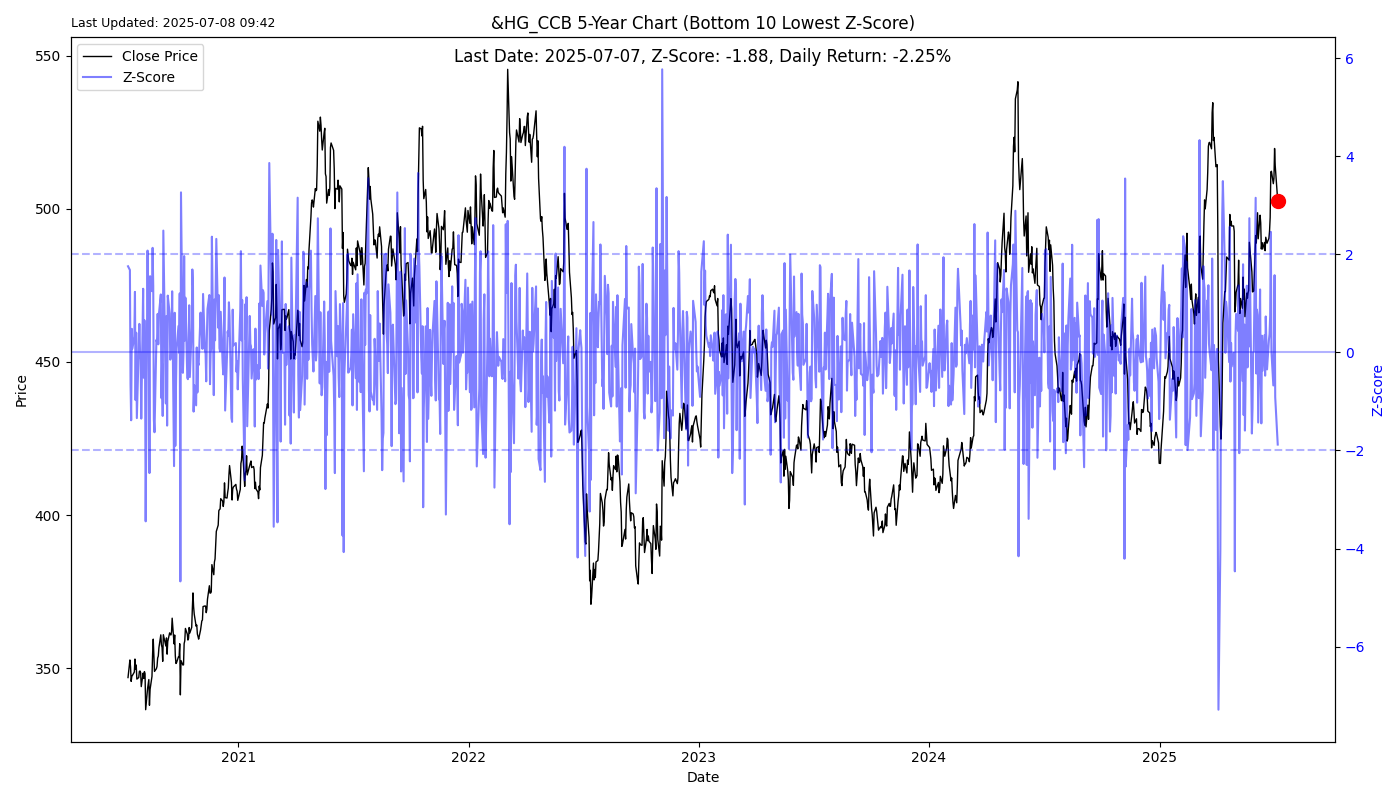 Last Updated: 2025-07-08 09:42
&HG_CCB 5-Year Chart (Bottom 10 Lowest Z-Score)
Last Date: 2025-07-07, Z-Score: -1.88, Daily Return: -2.25%
Close Price
Z-Score
550
500
450
400
350
Price
6
4
2
0
−2
−4
−6
Z-Score
2021
2022
2023
2024
2025
Date